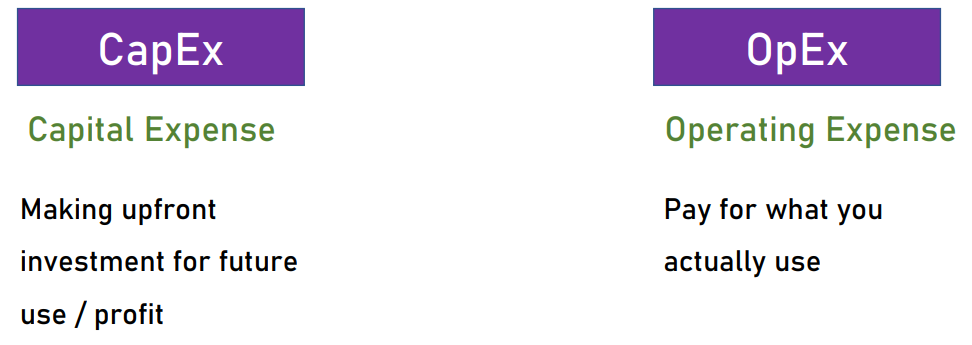 CapEx
Capital Expense
Making upfront
investment for future
use / profit
OpEx
Operating Expense
Pay for what you
actually use